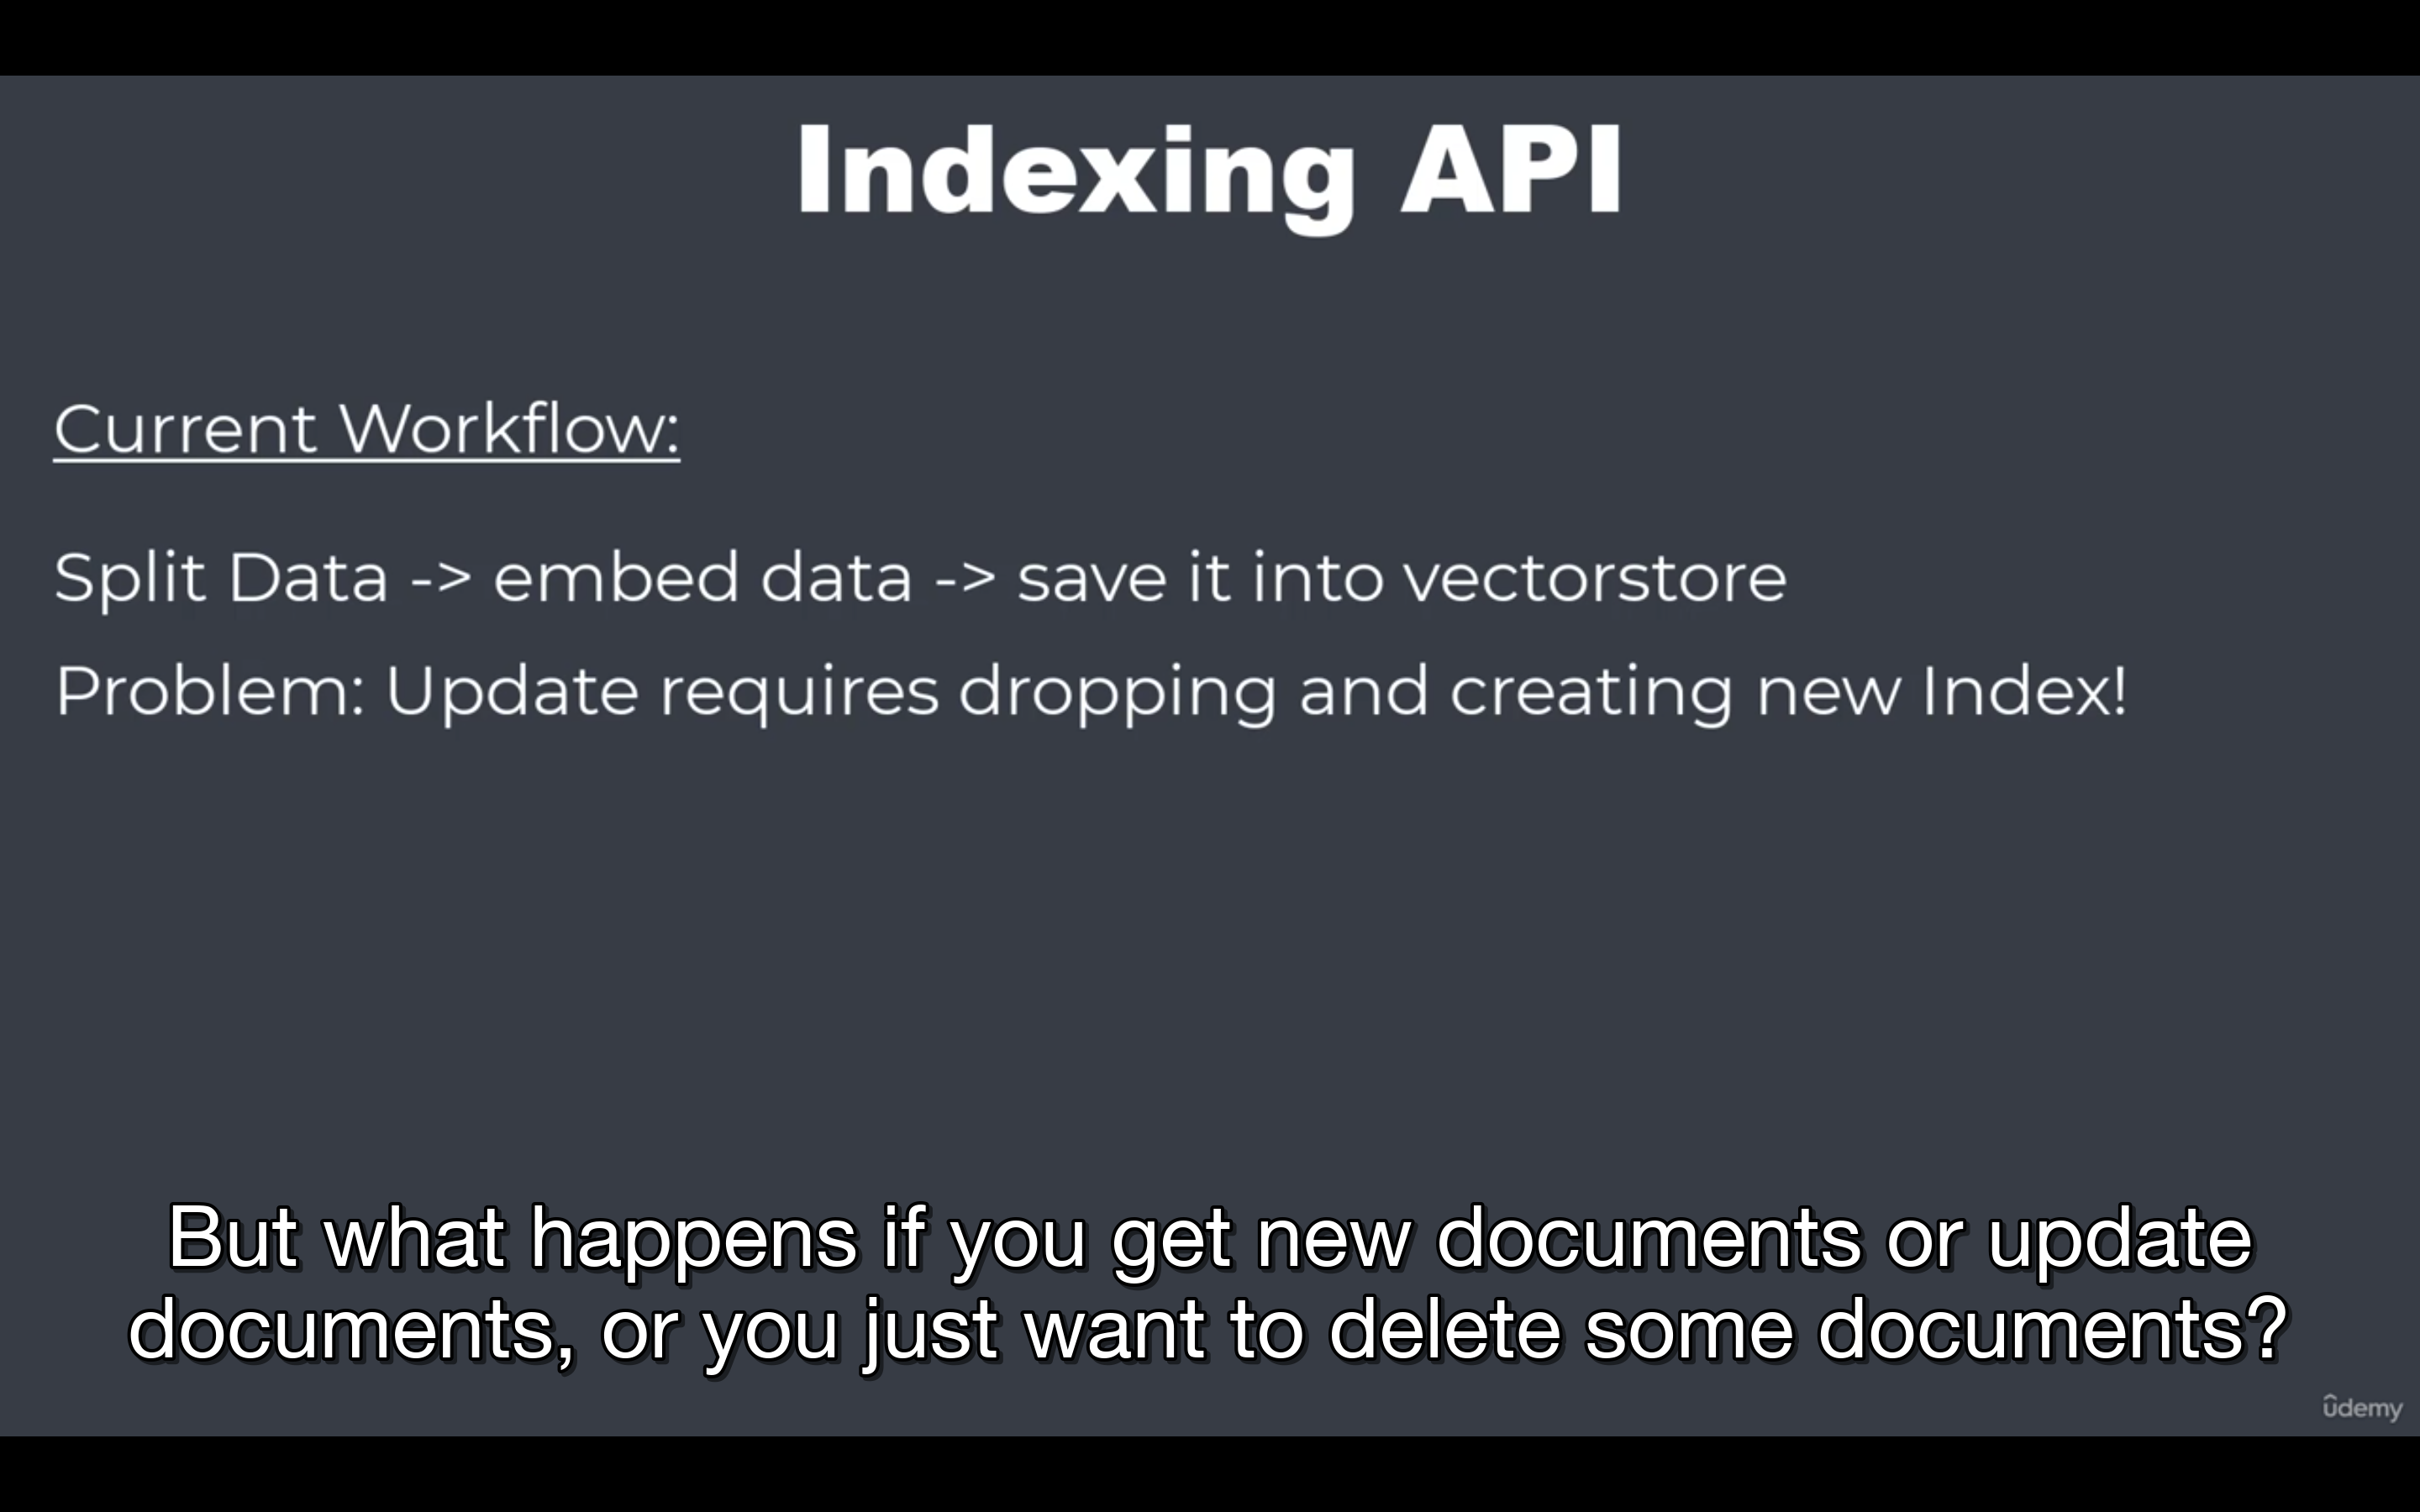 Indexing API
Current Workflow:
Split Data -> embed data -> save it into vectorstore
Problem: Update requires dropping and creating new Index!
But what happens if you get new documents or update
documents, or you just want to delete some documents?
ûdemy